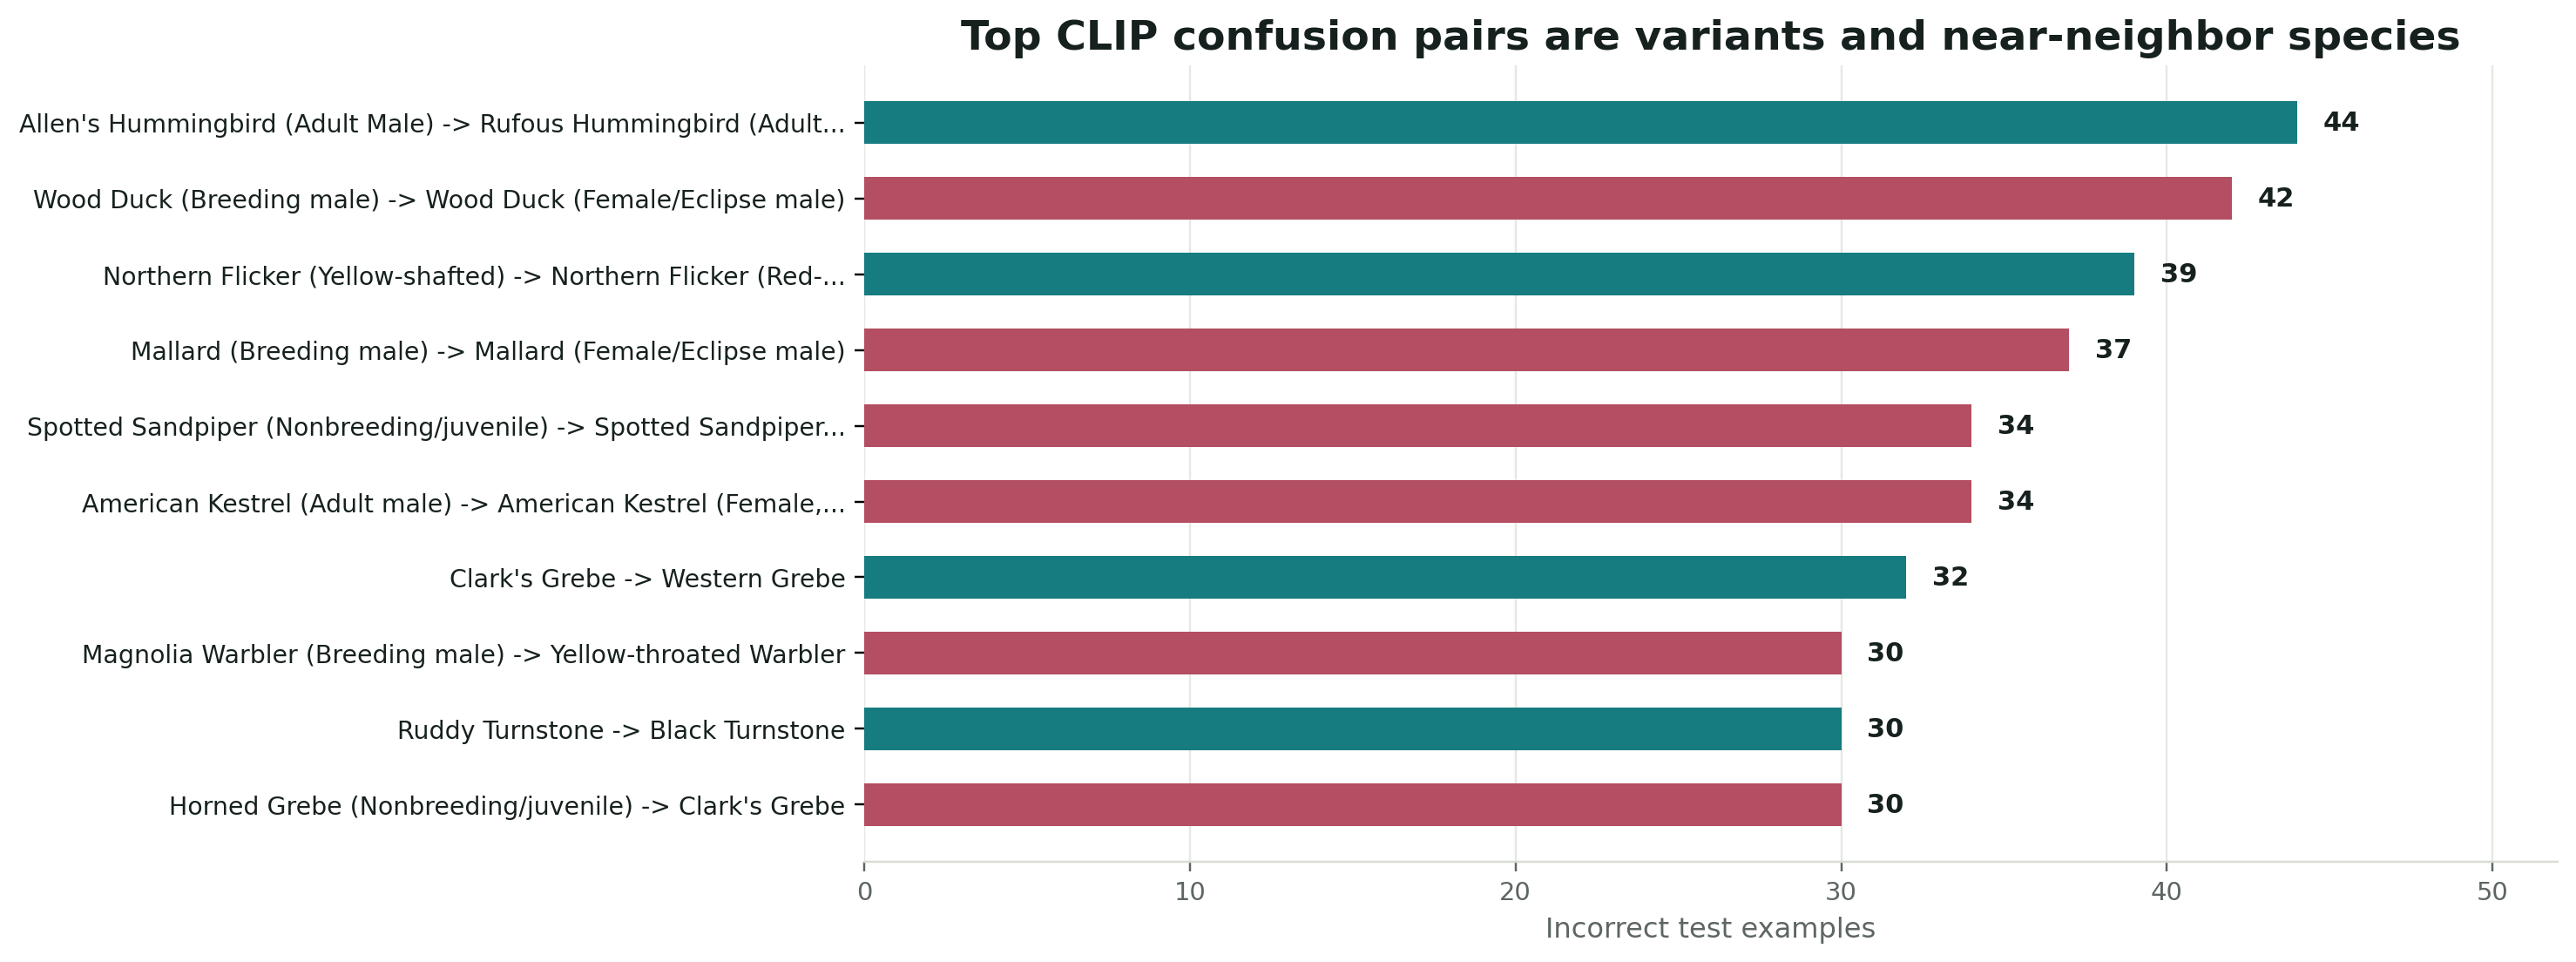 Top CLIP confusion pairs are variants and near-neighbor species
Allen's Hummingbird (Adult Male) -> Rufous Hummingbird (Adult... 44
Wood Duck (Breeding male) -> Wood Duck (Female/Eclipse male) 42
Northern Flicker (Yellow-shafted) -> Northern Flicker (Red-... 39
Mallard (Breeding male) -> Mallard (Female/Eclipse male) 37
Spotted Sandpiper (Nonbreeding/juvenile) -> Spotted Sandpiper... 34
American Kestrel (Adult male) -> American Kestrel (Female,... 34
Clark's Grebe -> Western Grebe 32
Magnolia Warbler (Breeding male) -> Yellow-throated Warbler 30
Ruddy Turnstone -> Black Turnstone 30
Horned Grebe (Nonbreeding/juvenile) -> Clark's Grebe 30
0 10 20 30 40 50
Incorrect test examples